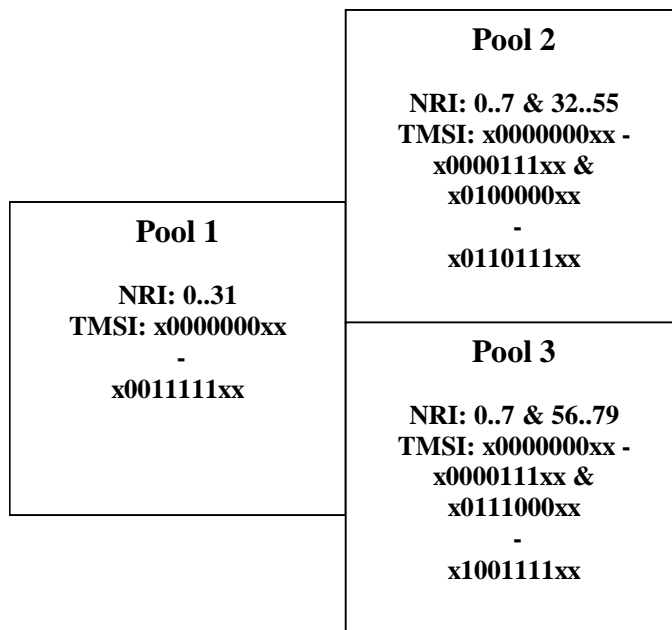 Pool 2
NRI: 0..7 & 32..55
TMSI: x0000000xx -
x0000111xx &
x0100000xx
-
x0110111xx
Pool 1
NRI: 0..31
TMSI: x0000000xx
-
x0011111xx
Pool 3
NRI: 0..7 & 56..79
TMSI: x0000000xx -
x0000111xx &
x0111000xx
-
x1001111xx